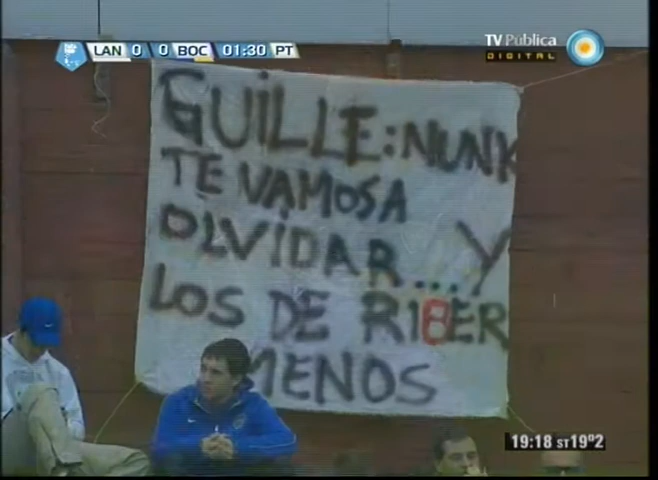 LAN 0 0 BOC 01:30 PT
TV Pública
DIGITAL
GUILLE: NUNK
TE VAMOS A
OLVIDAR... Y
LOS DE RIBER
MENOS
19:18 ST 19º2